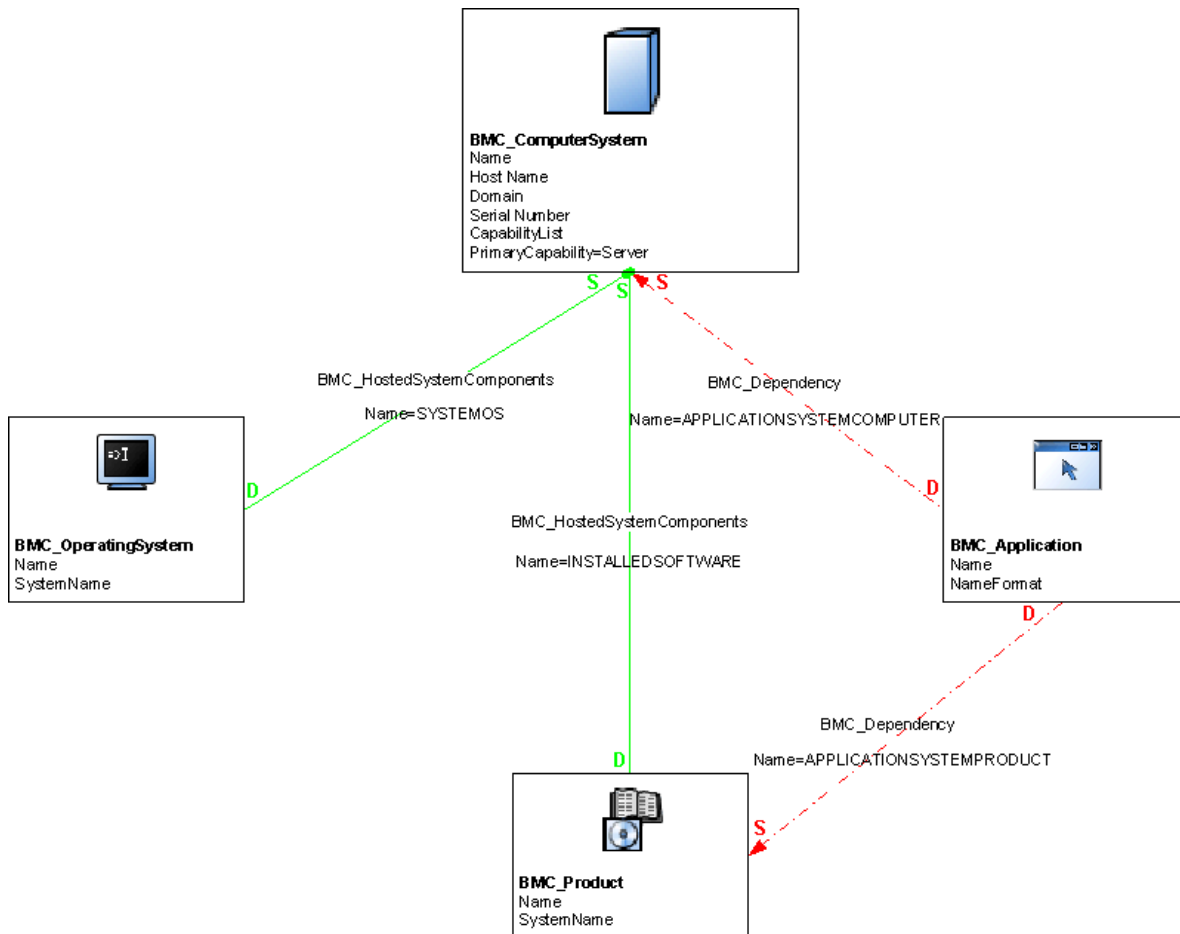 BMC_ComputerSystem
Name
Host Name
Domain
Serial Number
CapabilityList
PrimaryCapability=Server
S
S
S
BMC_HostedSystemComponents
Name=SYSTEMOS
BMC_Dependency
Name=APPLICATIONSYSTEMCOMPUTER
=>I
D
BMC_OperatingSystem
Name
SystemName
BMC_HostedSystemComponents
Name=INSTALLEDSOFTWARE
D
BMC_Application
Name
NameFormat
D
BMC_Dependency
Name=APPLICATIONSYSTEMPRODUCT
D
S
BMC_Product
Name
SystemName